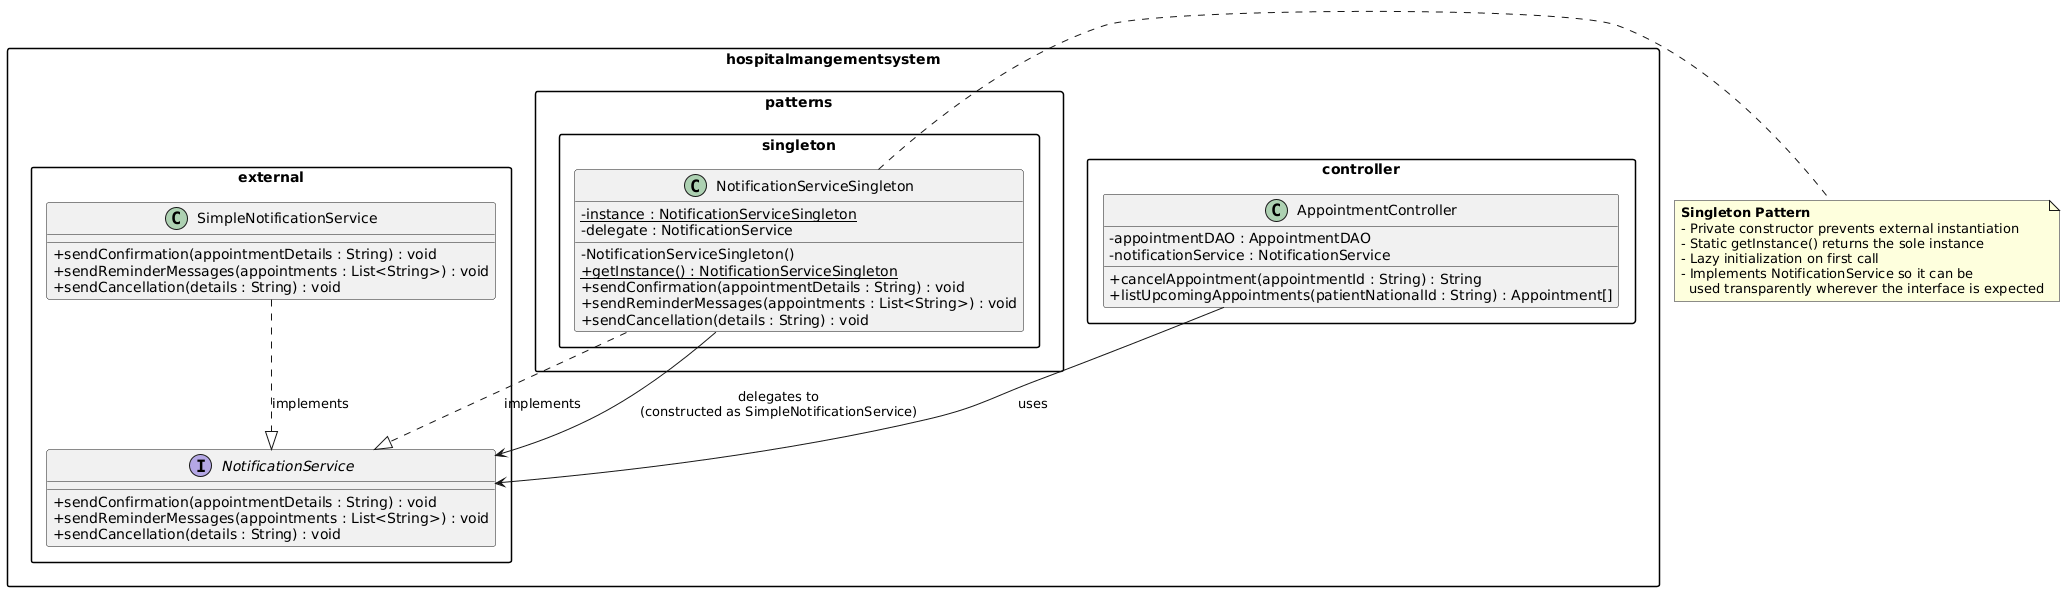 hospitalmangementsystem
patterns
singleton
external
controller
C SimpleNotificationService
+sendConfirmation(appointmentDetails : String) : void
+sendReminderMessages(appointments : List<String>) : void
+sendCancellation(details : String) : void
C NotificationServiceSingleton
-instance : NotificationServiceSingleton
-delegate : NotificationService
-NotificationServiceSingleton()
+getInstance() : NotificationServiceSingleton
+sendConfirmation(appointmentDetails : String) : void
+sendReminderMessages(appointments : List<String>) : void
+sendCancellation(details : String) : void
C AppointmentController
-appointmentDAO : AppointmentDAO
-notificationService : NotificationService
+cancelAppointment(appointmentId : String) : String
+listUpcomingAppointments(patientNationalId : String) : Appointment[]
Singleton Pattern
- Private constructor prevents external instantiation
- Static getInstance() returns the sole instance
- Lazy initialization on first call
- Implements NotificationService so it can be
used transparently wherever the interface is expected
implements
implements
delegates to
(constructed as SimpleNotificationService)
uses
I NotificationService
+sendConfirmation(appointmentDetails : String) : void
+sendReminderMessages(appointments : List<String>) : void
+sendCancellation(details : String) : void